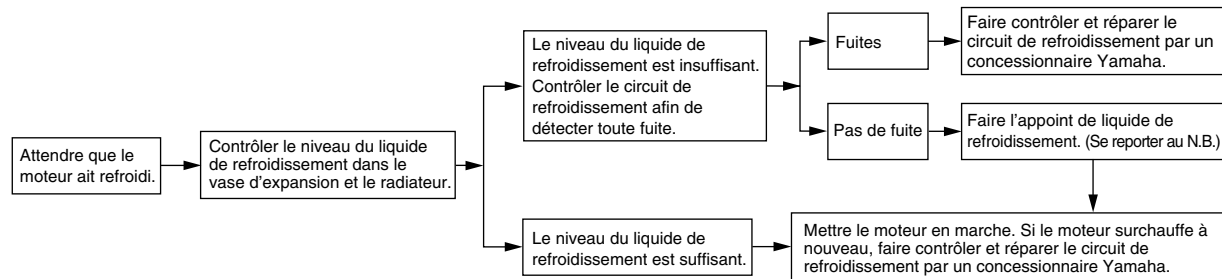 Attendre que le
moteur ait refroidi.
Contrôler le niveau du liquide
de refroidissement dans le
vase d’expansion et le radiateur.
Le niveau du liquide de
refroidissement est insuffisant.
Contrôler le circuit de
refroidissement afin de
détecter toute fuite.
Fuites
Faire contrôler et réparer le
circuit de refroidissement par un
concessionnaire Yamaha.
Pas de fuite
Faire l’appoint de liquide de
refroidissement. (Se reporter au N.B.)
Le niveau du liquide de
refroidissement est suffisant.
Mettre le moteur en marche. Si le moteur surchauffe à
nouveau, faire contrôler et réparer le circuit de
refroidissement par un concessionnaire Yamaha.